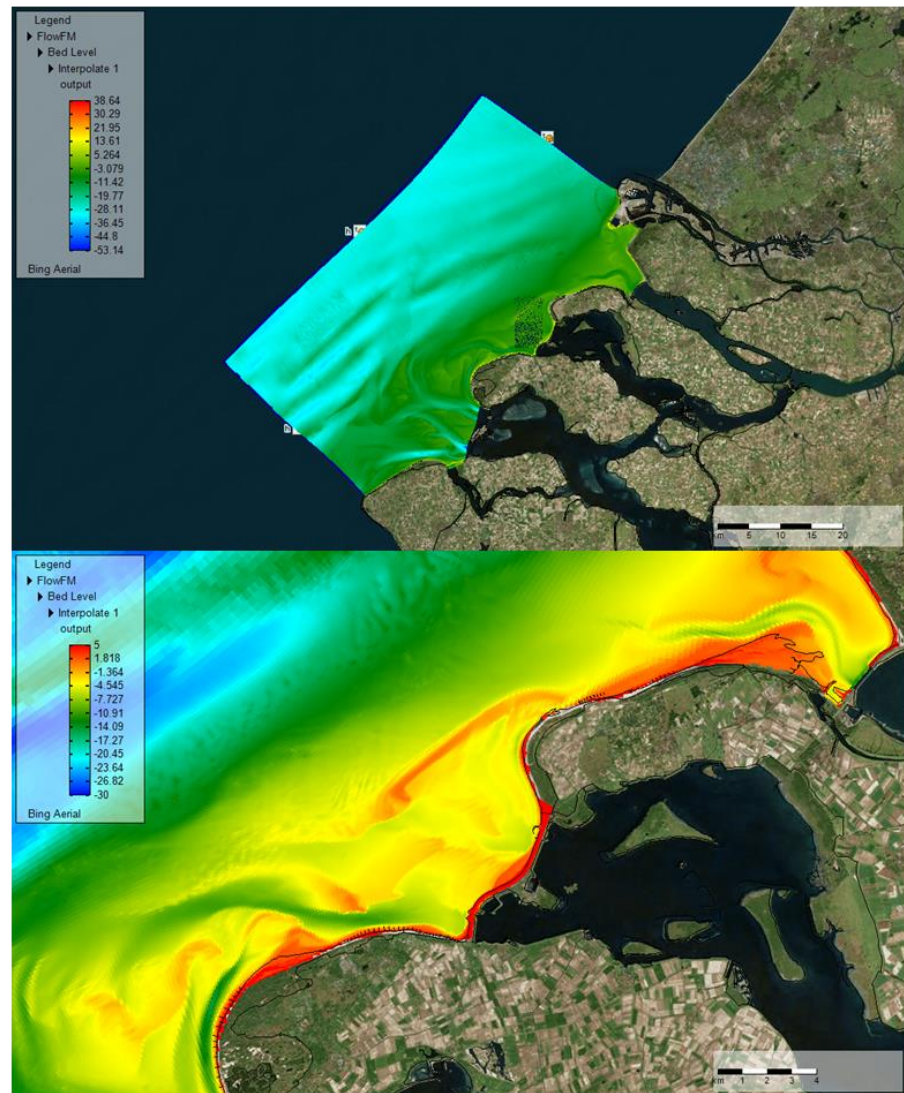 Legend
FlowFM
Bed Level
Interpolate 1
output
38.64
30.29
21.95
13.61
5.264
-3.079
-11.42
-19.77
-28.11
-36.45
-44.8
-53.14
Bing Aerial
h
h
km 5 10 15 20
Legend
FlowFM
Bed Level
Interpolate 1
output
5
1.818
-1.364
-4.545
-7.727
-10.91
-14.09
-17.27
-20.45
-23.64
-26.82
-30
Bing Aerial
km 1 2 3 4